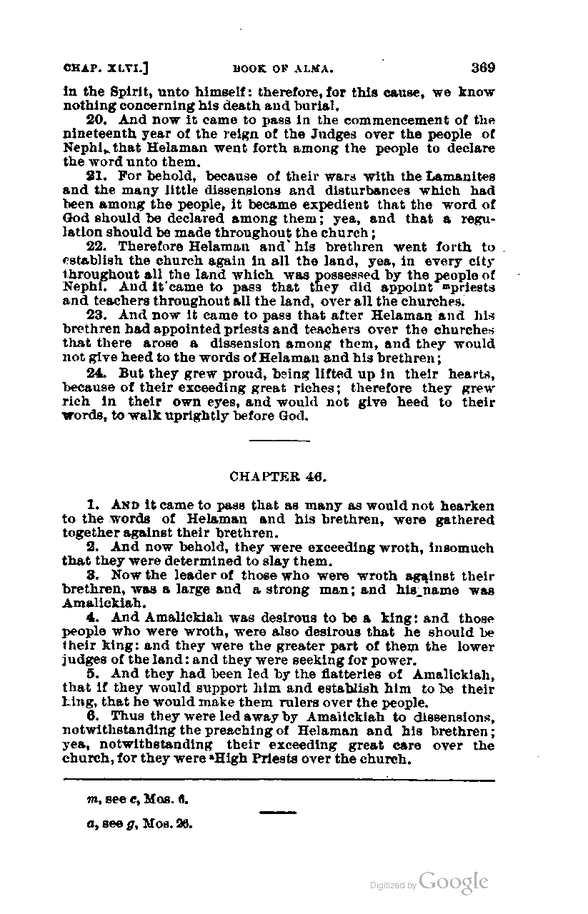 CHAP. XLVI.] BOOK OF ALMA. 369
in the Spirit, unto himself: therefore, for this cause, we know
nothing concerning his death and burial.
20. And now it came to pass in the commencement of the
nineteenth year of the reign of the Judges over the people of
Nephi, that Helaman went forth among the people to declare
the word unto them.
21. For behold, because of their wars with the Lamanites
and the many little dissensions and disturbances which had
been among the people, it became expedient that the word of
God should be declared among them; yea, and that a regu-
lation should be made throughout the church;
22. Therefore Helaman and his brethren went forth to
establish the church again in all the land, yea, in every city
throughout all the land which was possessed by the people of
Nephi. And it came to pass that they did appoint ᵐpriests
and teachers throughout all the land, over all the churches.
23. And now it came to pass that after Helaman and his
brethren had appointed priests and teachers over the churches
that there arose a dissension among them, and they would
not give heed to the words of Helaman and his brethren;
24. But they grew proud, being lifted up in their hearts,
because of their exceeding great riches; therefore they grew
rich in their own eyes, and would not give heed to their
words, to walk uprightly before God.
CHAPTER 46.
1. AND it came to pass that as many as would not hearken
to the words of Helaman and his brethren, were gathered
together against their brethren.
2. And now behold, they were exceeding wroth, insomuch
that they were determined to slay them.
3. Now the leader of those who were wroth against their
brethren, was a large and a strong man; and his name was
Amalickiah.
4. And Amalickiah was desirous to be a king: and those
people who were wroth, were also desirous that he should be
their king: and they were the greater part of them the lower
judges of the land: and they were seeking for power.
5. And they had been led by the flatteries of Amalickiah,
that if they would support him and establish him to be their
king, that he would make them rulers over the people.
6. Thus they were led away by Amalickiah to dissensions,
notwithstanding the preaching of Helaman and his brethren;
yea, notwithstanding their exceeding great care over the
church, for they were ᵃHigh Priests over the church.
m, see c, Mos. 6.
a, see g, Mos. 26.
Digitized by Google